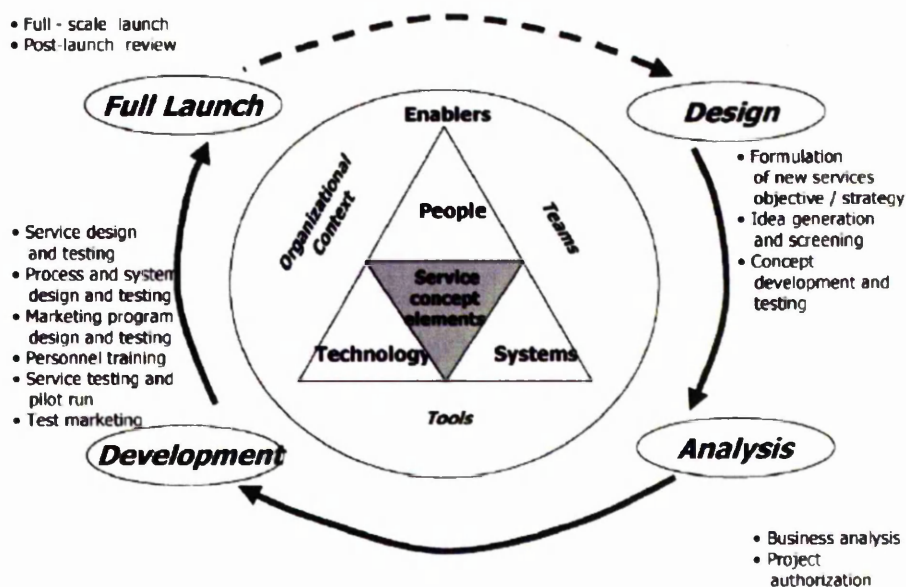 • Full - scale launch
• Post-launch review
Full Launch
Design
Enablers
Organizational
Context
People
Teams
Service
concept
elements
Technology
Systems
Tools
• Formulation
of new services
objective / strategy
• Idea generation
and screening
• Concept
development and
testing
• Service design
and testing
• Process and system
design and testing
• Marketing program
design and testing
• Personnel training
• Service testing and
pilot run
• Test marketing
Development
Analysis
• Business analysis
• Project
authorization